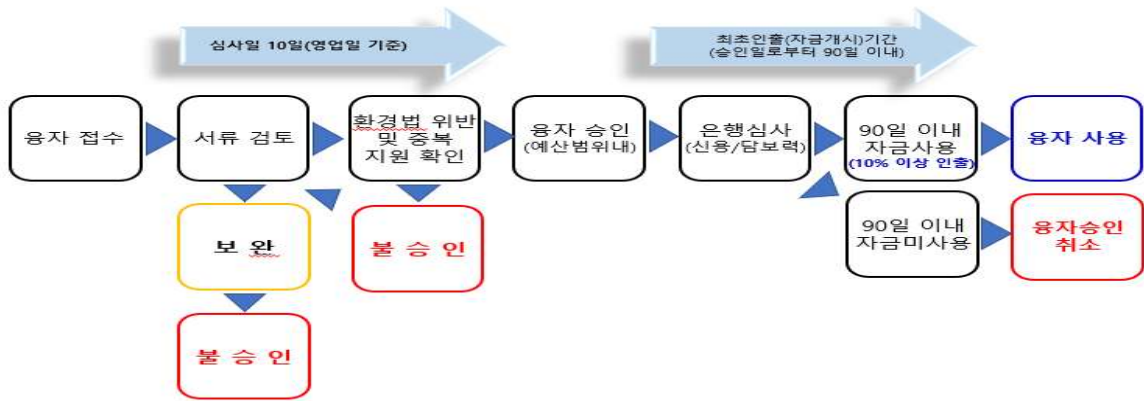 심사일 10일(영업일 기준)
최초인출(자금개시)기간
(승인일로부터 90일 이내)
융자 접수
서류 검토
환경법 위반
및 중복
지원 확인
융자 승인
(예산범위내)
은행심사
(신용/담보력)
90일 이내
자금사용
(10% 이상 인출)
융자 사용
보 완
불 승 인
90일 이내
자금미사용
융자승인
취소
불 승 인